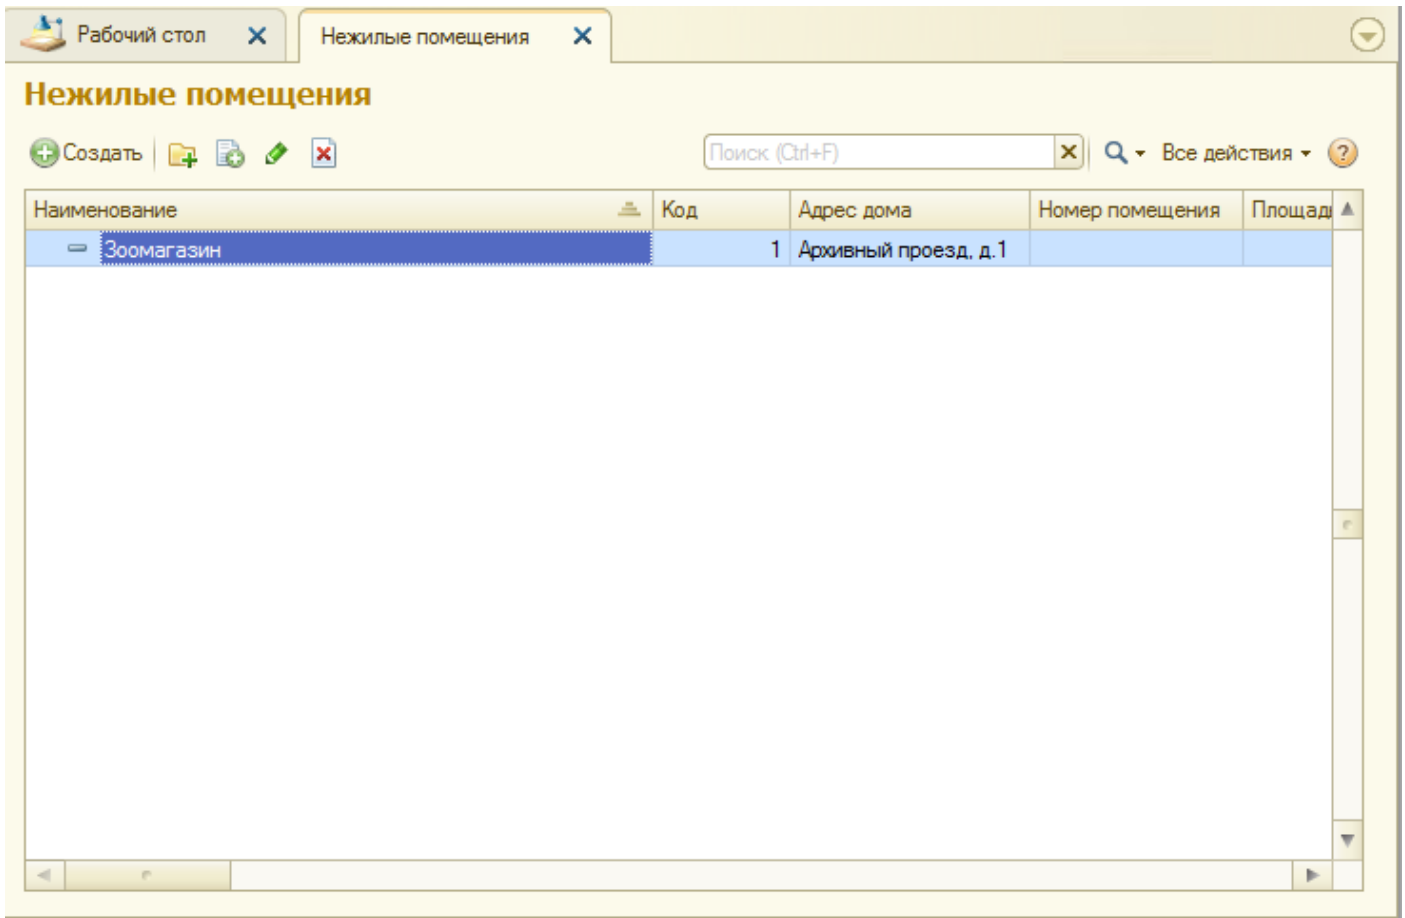 Рабочий стол Нежилые помещения
Нежилые помещения
Создать Поиск (Ctrl+F) Все действия
Наименование Код Адрес дома Номер помещения Площад
Зоомагазин 1 Архивный проезд, д.1